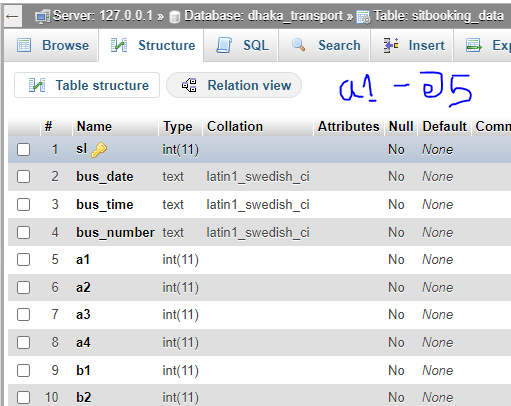 ← Server: 127.0.0.1 » Database: dhaka_transport » Table: sitbooking_data
Browse Structure SQL Search Insert Exp
Table structure Relation view
a1 -
# Name Type Collation Attributes Null Default Comm
1 sl int(11) No None
2 bus_date text latin1_swedish_ci No None
3 bus_time text latin1_swedish_ci No None
4 bus_number text latin1_swedish_ci No None
5 a1 int(11) No None
6 a2 int(11) No None
7 a3 int(11) No None
8 a4 int(11) No None
9 b1 int(11) No None
10 b2 int(11) No None